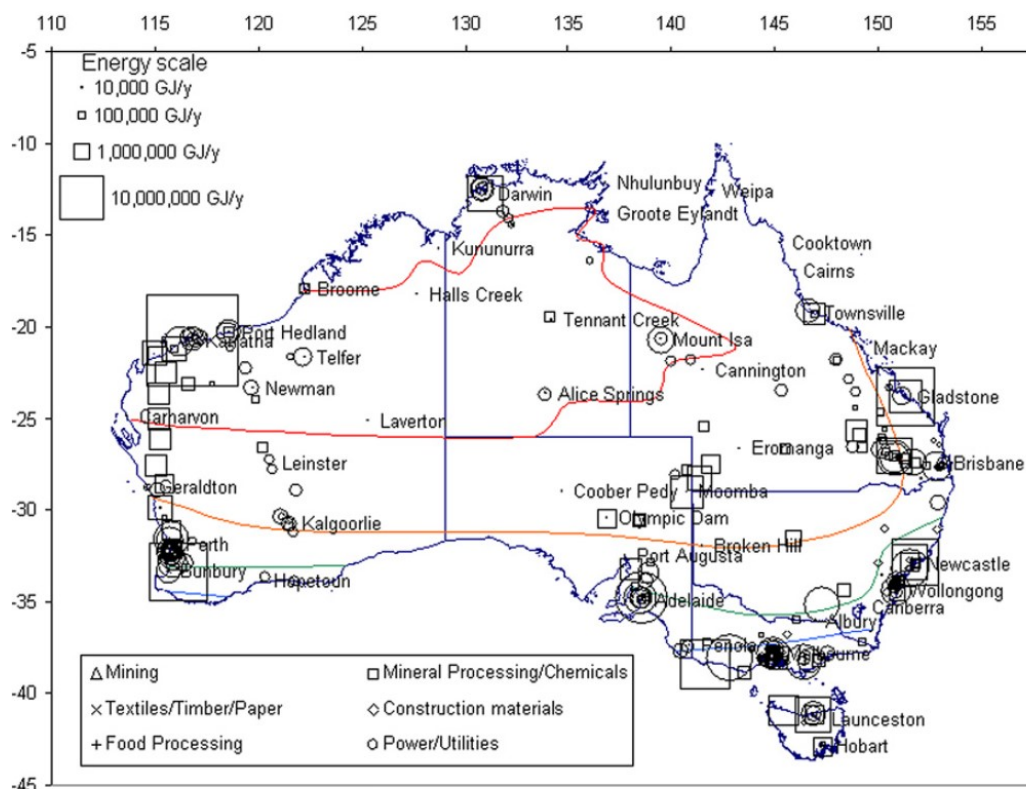 110 115 120 125 130 135 140 145 150 155
-5
Energy scale
10,000 GJ/y
100,000 GJ/y
-10
1,000,000 GJ/y
10,000,000 GJ/y
Nhulunbuy
Weipa
Darwin
Groote Eylandt
-15
Kununurra
Cooktown
Cairns
Broome
Halls Creek
Townsville
Tennant Creek
-20
Port Hedland
Karratha
Mount Isa
Mackay
Telfer
Cannington
Newman
Alice Springs
Gladstone
-25
Carnarvon
Laverton
Eromanga
Brisbane
Leinster
Geraldton
Coober Pedy
Moomba
-30
Kalgoorlie
Olympic Dam
Perth
Broken Hill
Port Augusta
Newcastle
Bunbury
Hopetoun
Wollongong
-35
Adelaide
Canberra
Albury
Penola
Melbourne
Mining
Mineral Processing/Chemicals
-40
Textiles/Timber/Paper
Construction materials
Launceston
Food Processing
Power/Utilities
Hobart
-45